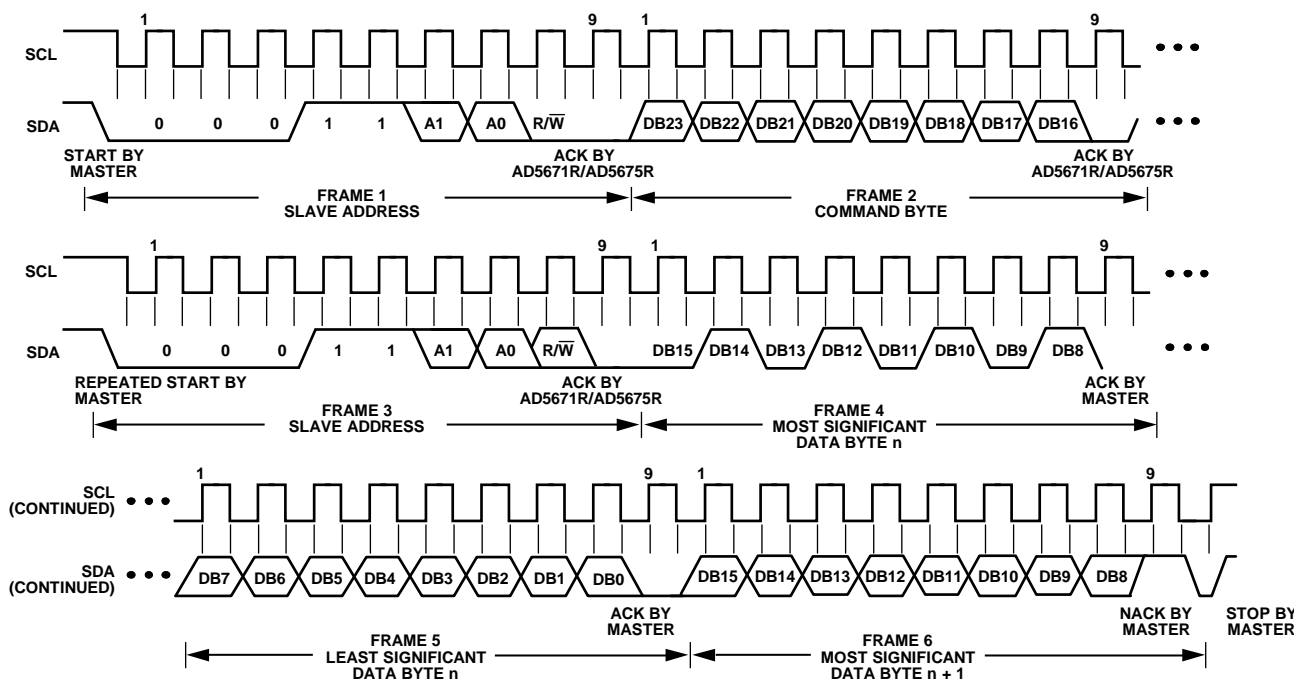 1 9 1 9
SCL
SDA 0 0 0 1 1 A1 A0 R/W̅ DB23 DB22 DB21 DB20 DB19 DB18 DB17 DB16
START BY MASTER
ACK BY AD5671R/AD5675R
ACK BY AD5671R/AD5675R
FRAME 1
SLAVE ADDRESS
FRAME 2
COMMAND BYTE
1 9 1 9
SCL
SDA 0 0 0 1 1 A1 A0 R/W̅ DB15 DB14 DB13 DB12 DB11 DB10 DB9 DB8
REPEATED START BY
MASTER
ACK BY
AD5671R/AD5675R
ACK BY
MASTER
FRAME 3
SLAVE ADDRESS
FRAME 4
MOST SIGNIFICANT
DATA BYTE n
1 9 1 9
SCL
(CONTINUED)
SDA
(CONTINUED)
DB7 DB6 DB5 DB4 DB3 DB2 DB1 DB0 DB15 DB14 DB13 DB12 DB11 DB10 DB9 DB8
ACK BY
MASTER
NACK BY
MASTER
STOP BY
MASTER
FRAME 5
LEAST SIGNIFICANT
DATA BYTE n
FRAME 6
MOST SIGNIFICANT
DATA BYTE n + 1